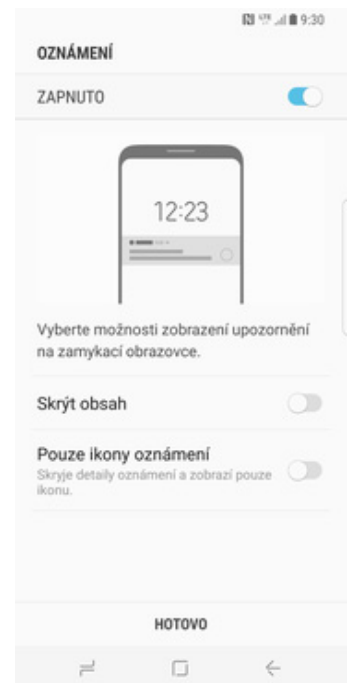 9:30
OZNÁMENÍ
ZAPNUTO
12:23
Vyberte možnosti zobrazení upozornění
na zamykací obrazovce.
Skrýt obsah
Pouze ikony oznámení
Skryje detaily oznámení a zobrazí pouze
ikonu.
HOTOVO